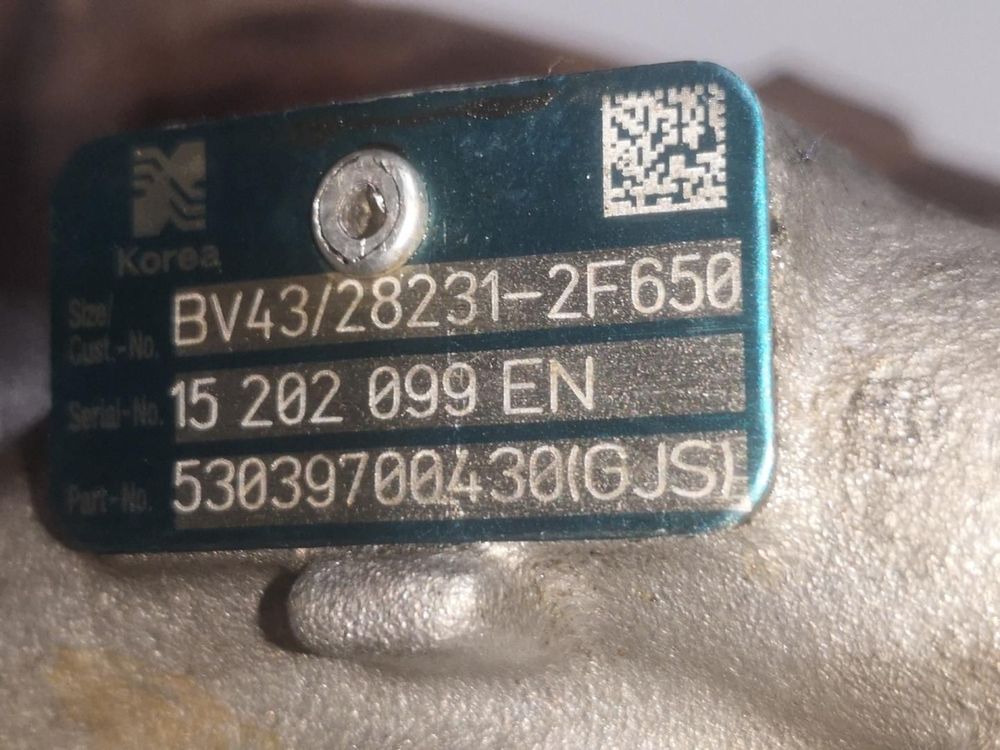 Korea
Size/
Cust.-No.
BV43/28231-2F650
Serial-No.
15 202 099 EN
Part-No.
53039700430(GJS)